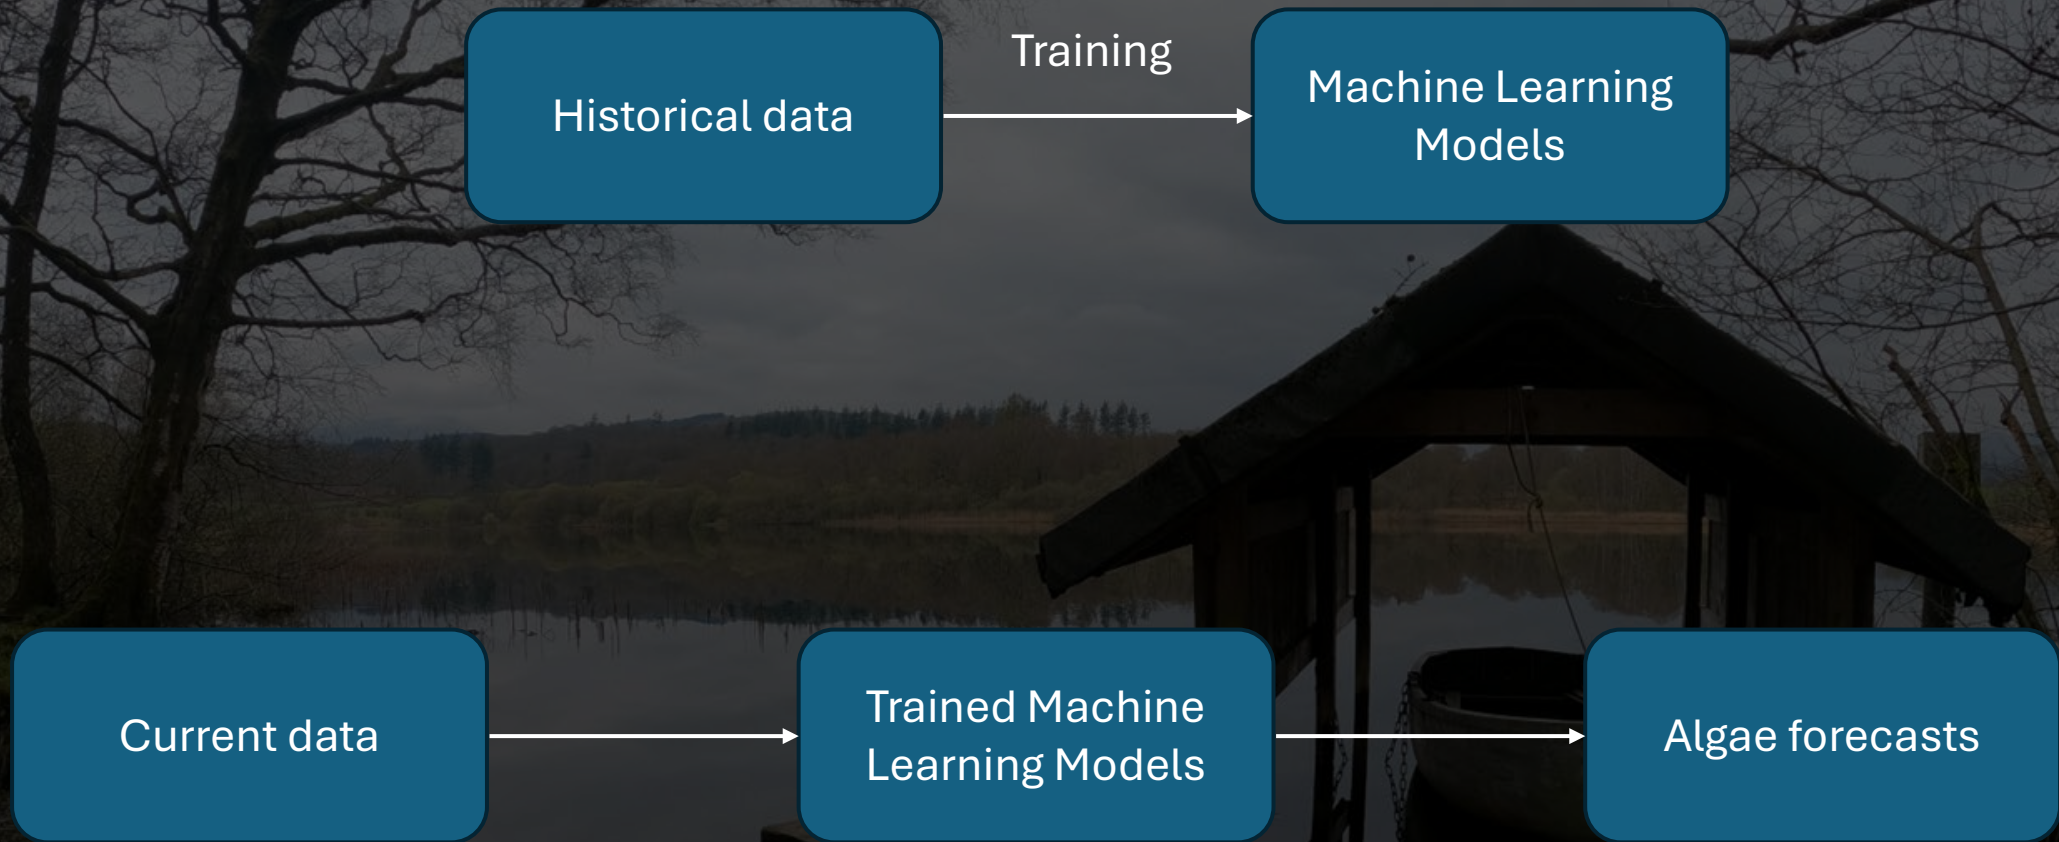 Historical data
Training
Machine Learning
Models
Current data
Trained Machine
Learning Models
Algae forecasts